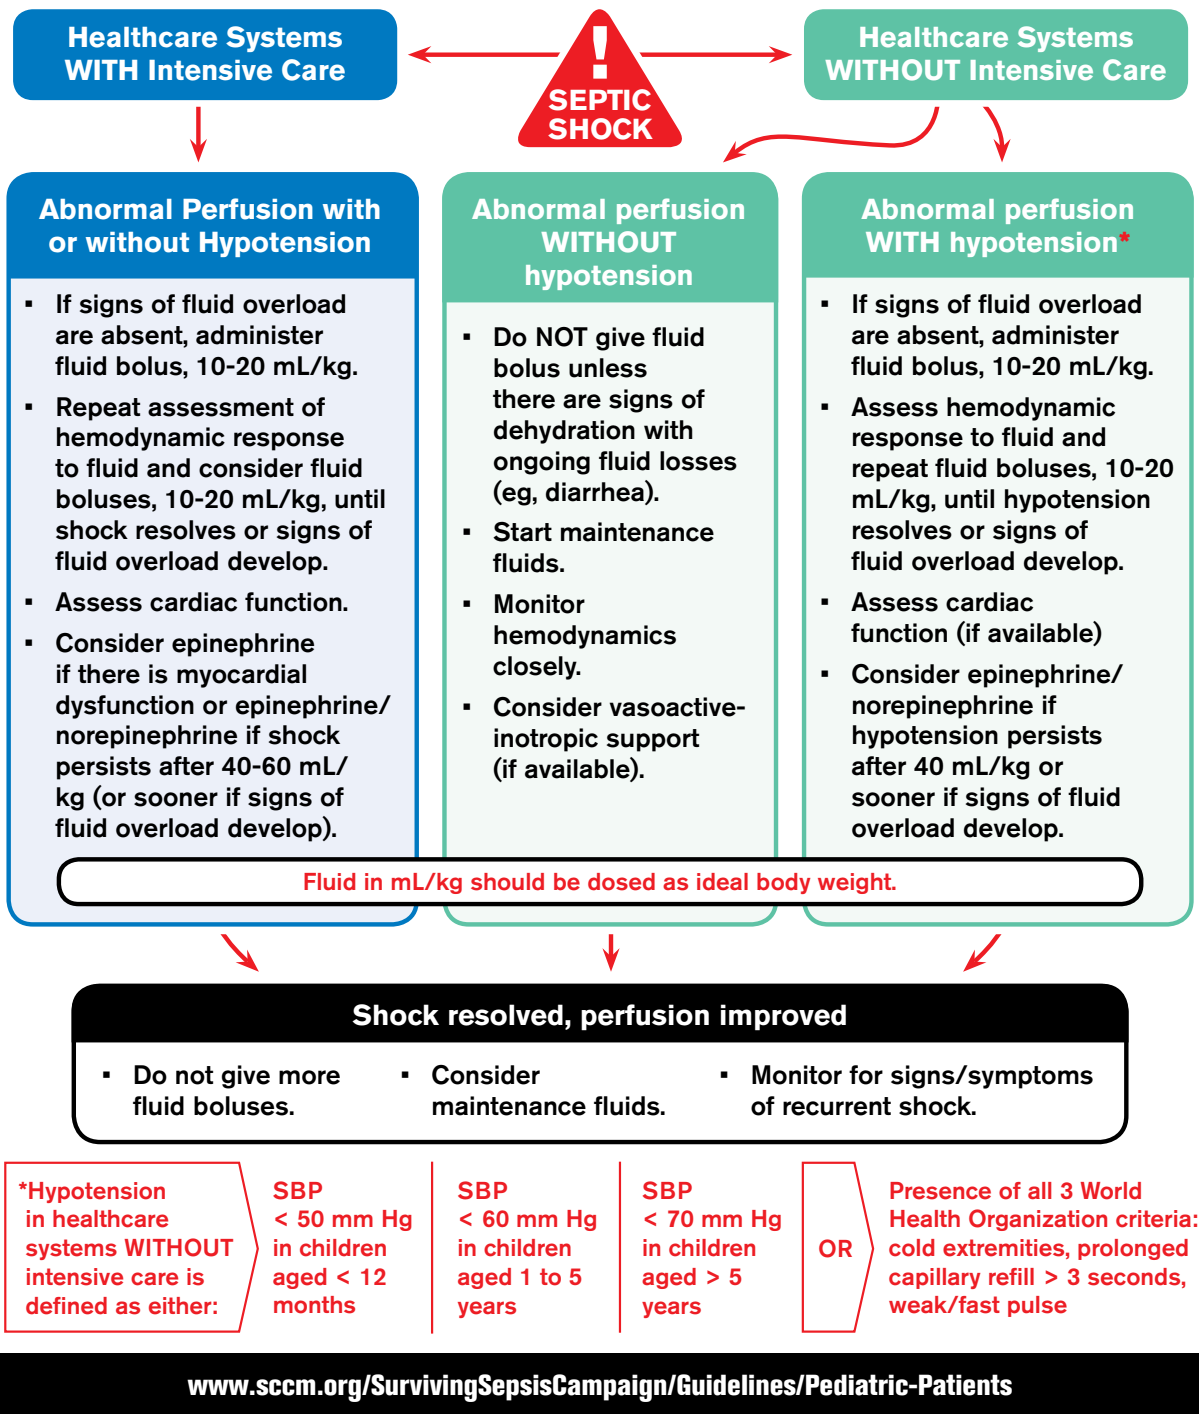 Healthcare Systems
WITH Intensive Care
!
SEPTIC
SHOCK
Healthcare Systems
WITHOUT Intensive Care
Abnormal Perfusion with
or without Hypotension
▪ If signs of fluid overload
are absent, administer
fluid bolus, 10-20 mL/kg.
▪ Repeat assessment of
hemodynamic response
to fluid and consider fluid
boluses, 10-20 mL/kg, until
shock resolves or signs of
fluid overload develop.
▪ Assess cardiac function.
▪ Consider epinephrine
if there is myocardial
dysfunction or epinephrine/
norepinephrine if shock
persists after 40-60 mL/
kg (or sooner if signs of
fluid overload develop).
Abnormal perfusion
WITHOUT
hypotension
▪ Do NOT give fluid
bolus unless
there are signs of
dehydration with
ongoing fluid losses
(eg, diarrhea).
▪ Start maintenance
fluids.
▪ Monitor
hemodynamics
closely.
▪ Consider vasoactive-
inotropic support
(if available).
Abnormal perfusion
WITH hypotension*
▪ If signs of fluid overload
are absent, administer
fluid bolus, 10-20 mL/kg.
▪ Assess hemodynamic
response to fluid and
repeat fluid boluses, 10-20
mL/kg, until hypotension
resolves or signs of
fluid overload develop.
▪ Assess cardiac
function (if available)
▪ Consider epinephrine/
norepinephrine if
hypotension persists
after 40 mL/kg or
sooner if signs of fluid
overload develop.
Fluid in mL/kg should be dosed as ideal body weight.
Shock resolved, perfusion improved
▪ Do not give more
fluid boluses.
▪ Consider
maintenance fluids.
▪ Monitor for signs/symptoms
of recurrent shock.
*Hypotension
in healthcare
systems WITHOUT
intensive care is
defined as either:
SBP
< 50 mm Hg
in children
aged < 12
months
SBP
< 60 mm Hg
in children
aged 1 to 5
years
SBP
< 70 mm Hg
in children
aged > 5
years
OR
Presence of all 3 World
Health Organization criteria:
cold extremities, prolonged
capillary refill > 3 seconds,
weak/fast pulse
www.sccm.org/SurvivingSepsisCampaign/Guidelines/Pediatric-Patients